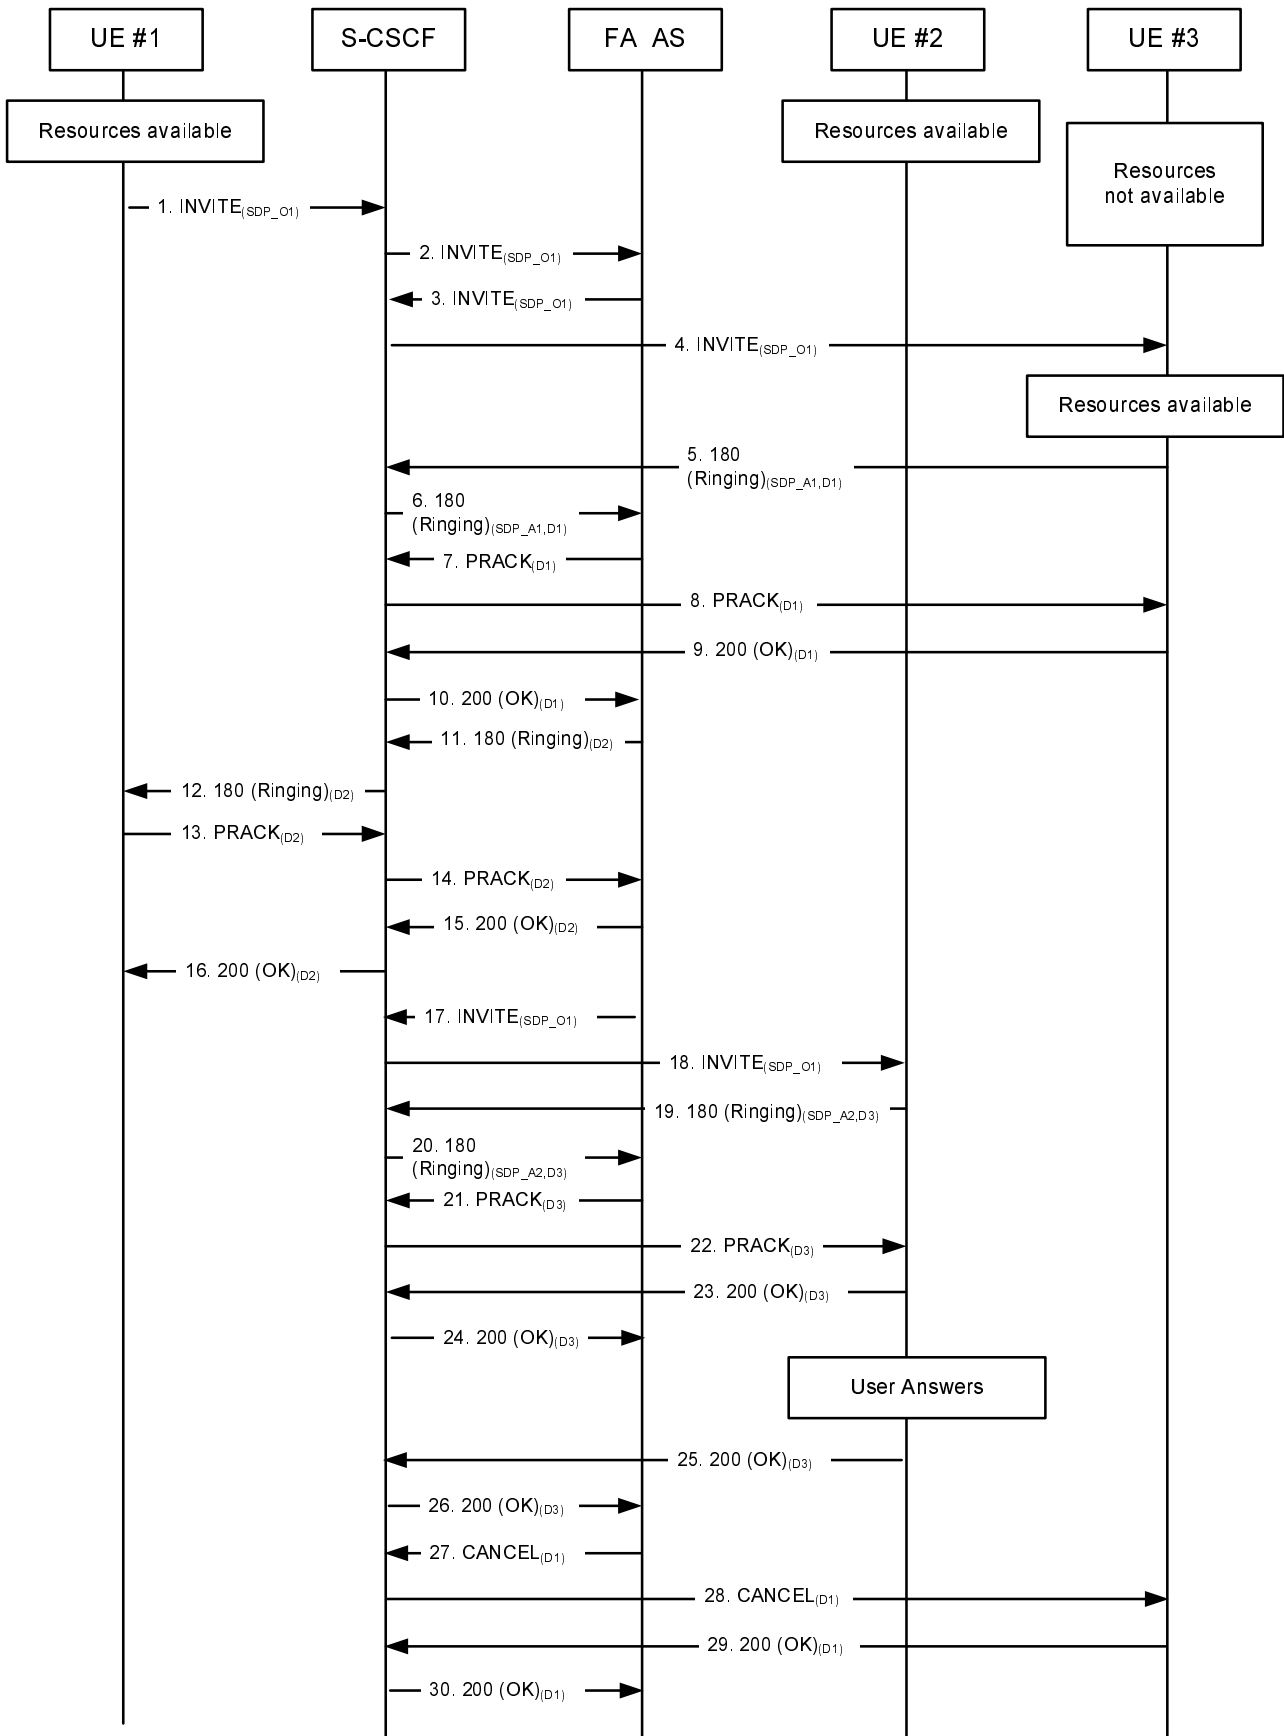 UE #1
S-CSCF
FA AS
UE #2
UE #3
Resources available
Resources available
Resources
not available
1. INVITE(SDP_O1)
2. INVITE(SDP_O1)
3. INVITE(SDP_O1)
4. INVITE(SDP_O1)
Resources available
5. 180
(Ringing)(SDP_A1,D1)
6. 180
(Ringing)(SDP_A1,D1)
7. PRACK(D1)
8. PRACK(D1)
9. 200 (OK)(D1)
10. 200 (OK)(D1)
11. 180 (Ringing)(D2)
12. 180 (Ringing)(D2)
13. PRACK(D2)
14. PRACK(D2)
15. 200 (OK)(D2)
16. 200 (OK)(D2)
17. INVITE(SDP_O1)
18. INVITE(SDP_O1)
19. 180 (Ringing)(SDP_A2,D3)
20. 180
(Ringing)(SDP_A2,D3)
21. PRACK(D3)
22. PRACK(D3)
23. 200 (OK)(D3)
24. 200 (OK)(D3)
User Answers
25. 200 (OK)(D3)
26. 200 (OK)(D3)
27. CANCEL(D1)
28. CANCEL(D1)
29. 200 (OK)(D1)
30. 200 (OK)(D1)